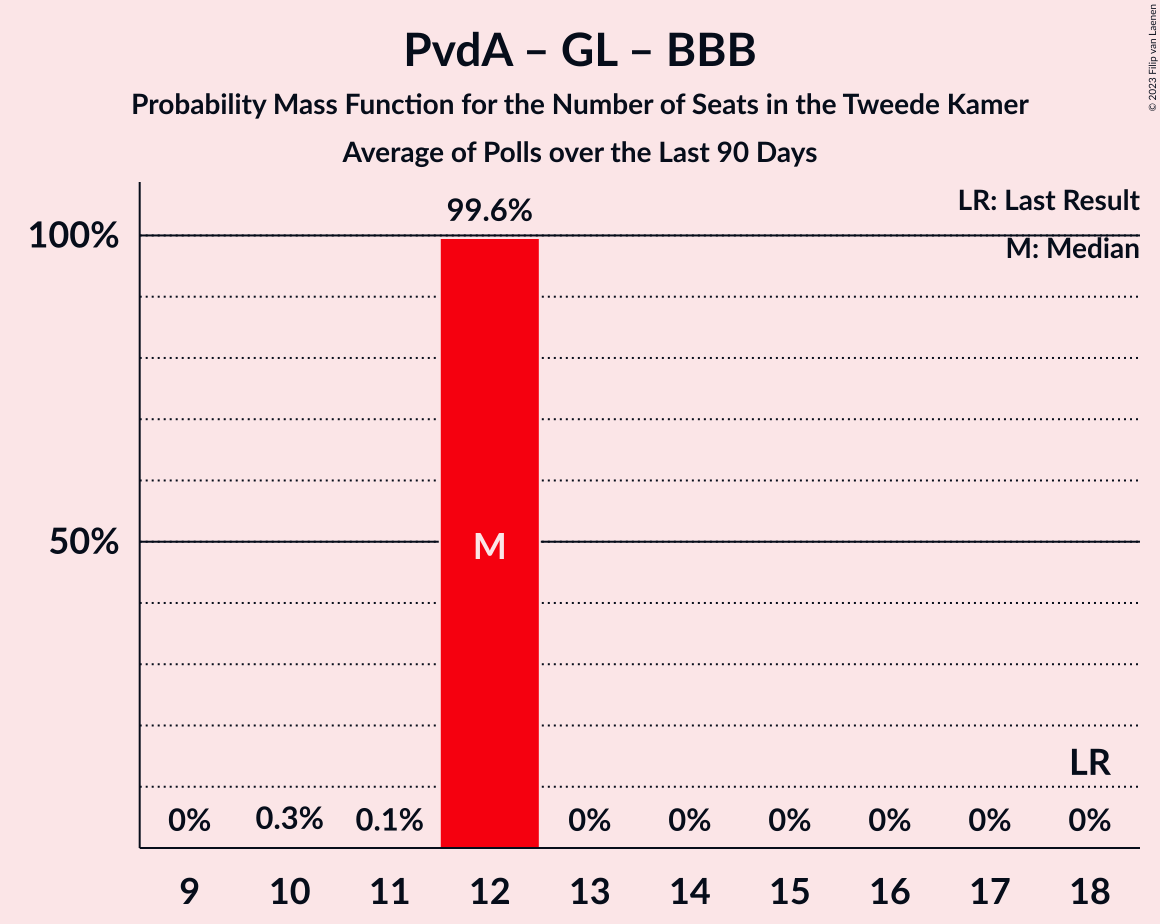 PvdA – GL – BBB
Probability Mass Function for the Number of Seats in the Tweede Kamer
Average of Polls over the Last 90 Days
© 2023 Filip van Laenen
LR: Last Result
M: Median
99.6%
100%
50%
M
LR
0% 0.3% 0.1% 0% 0% 0% 0% 0% 0%
9 10 11 12 13 14 15 16 17 18